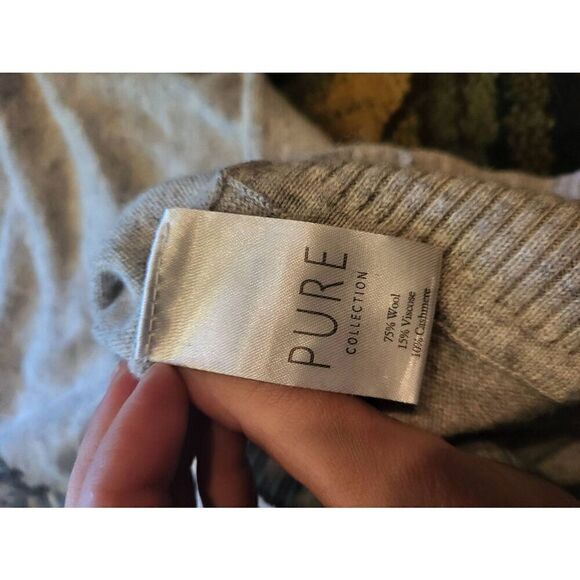 PURE
COLLECTION
75% Wool
15% Viscose
10% Cashmere